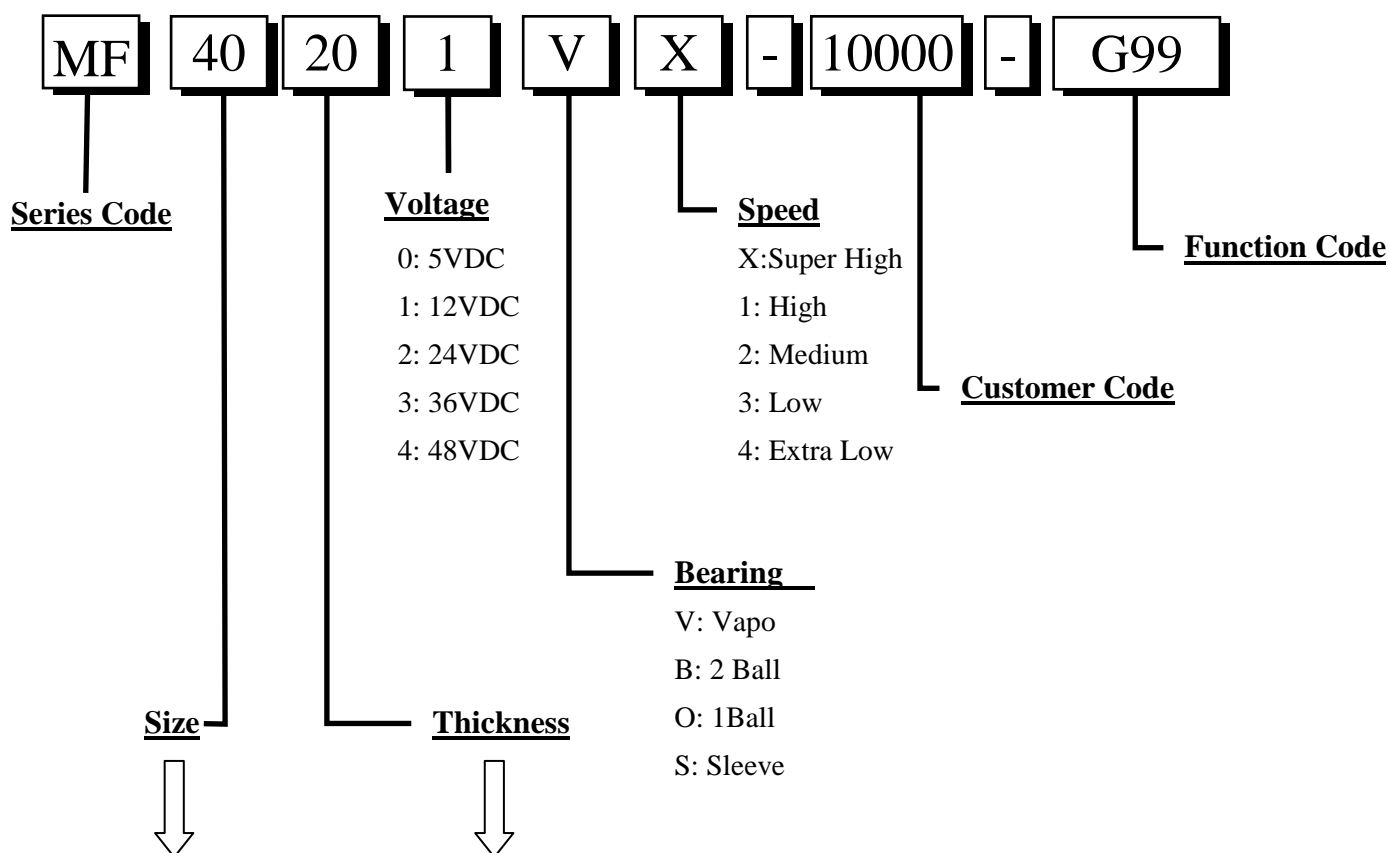 MF 40 20 1 V X - 10000 - G99
Series Code
Voltage
0: 5VDC
1: 12VDC
2: 24VDC
3: 36VDC
4: 48VDC
Speed
X:Super High
1: High
2: Medium
3: Low
4: Extra Low
Function Code
Customer Code
Bearing
V: Vapo
B: 2 Ball
O: 1Ball
S: Sleeve
Size
Thickness